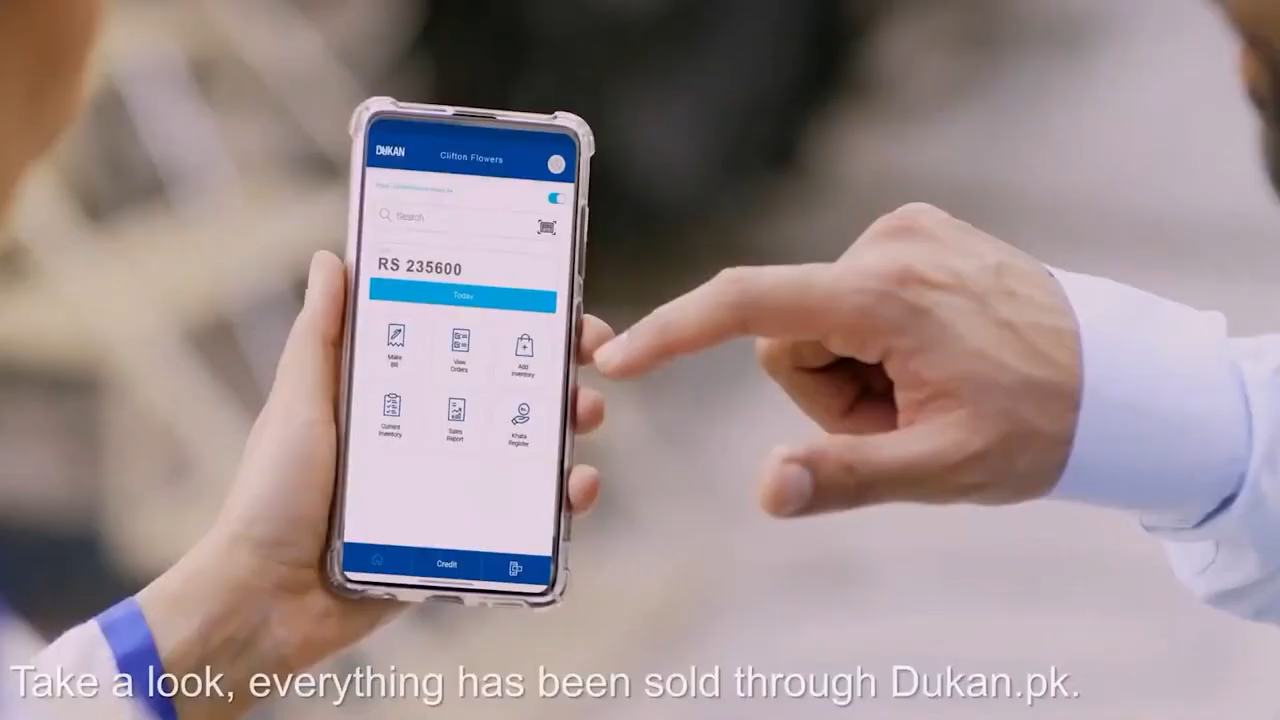 DUKAN
Clifton Flowers
Search
RS 235600
Today
Make
Bill
View
Orders
Add
Inventory
Current
Inventory
Sales
Report
Khata
Register
Credit
Take a look, everything has been sold through Dukan.pk.